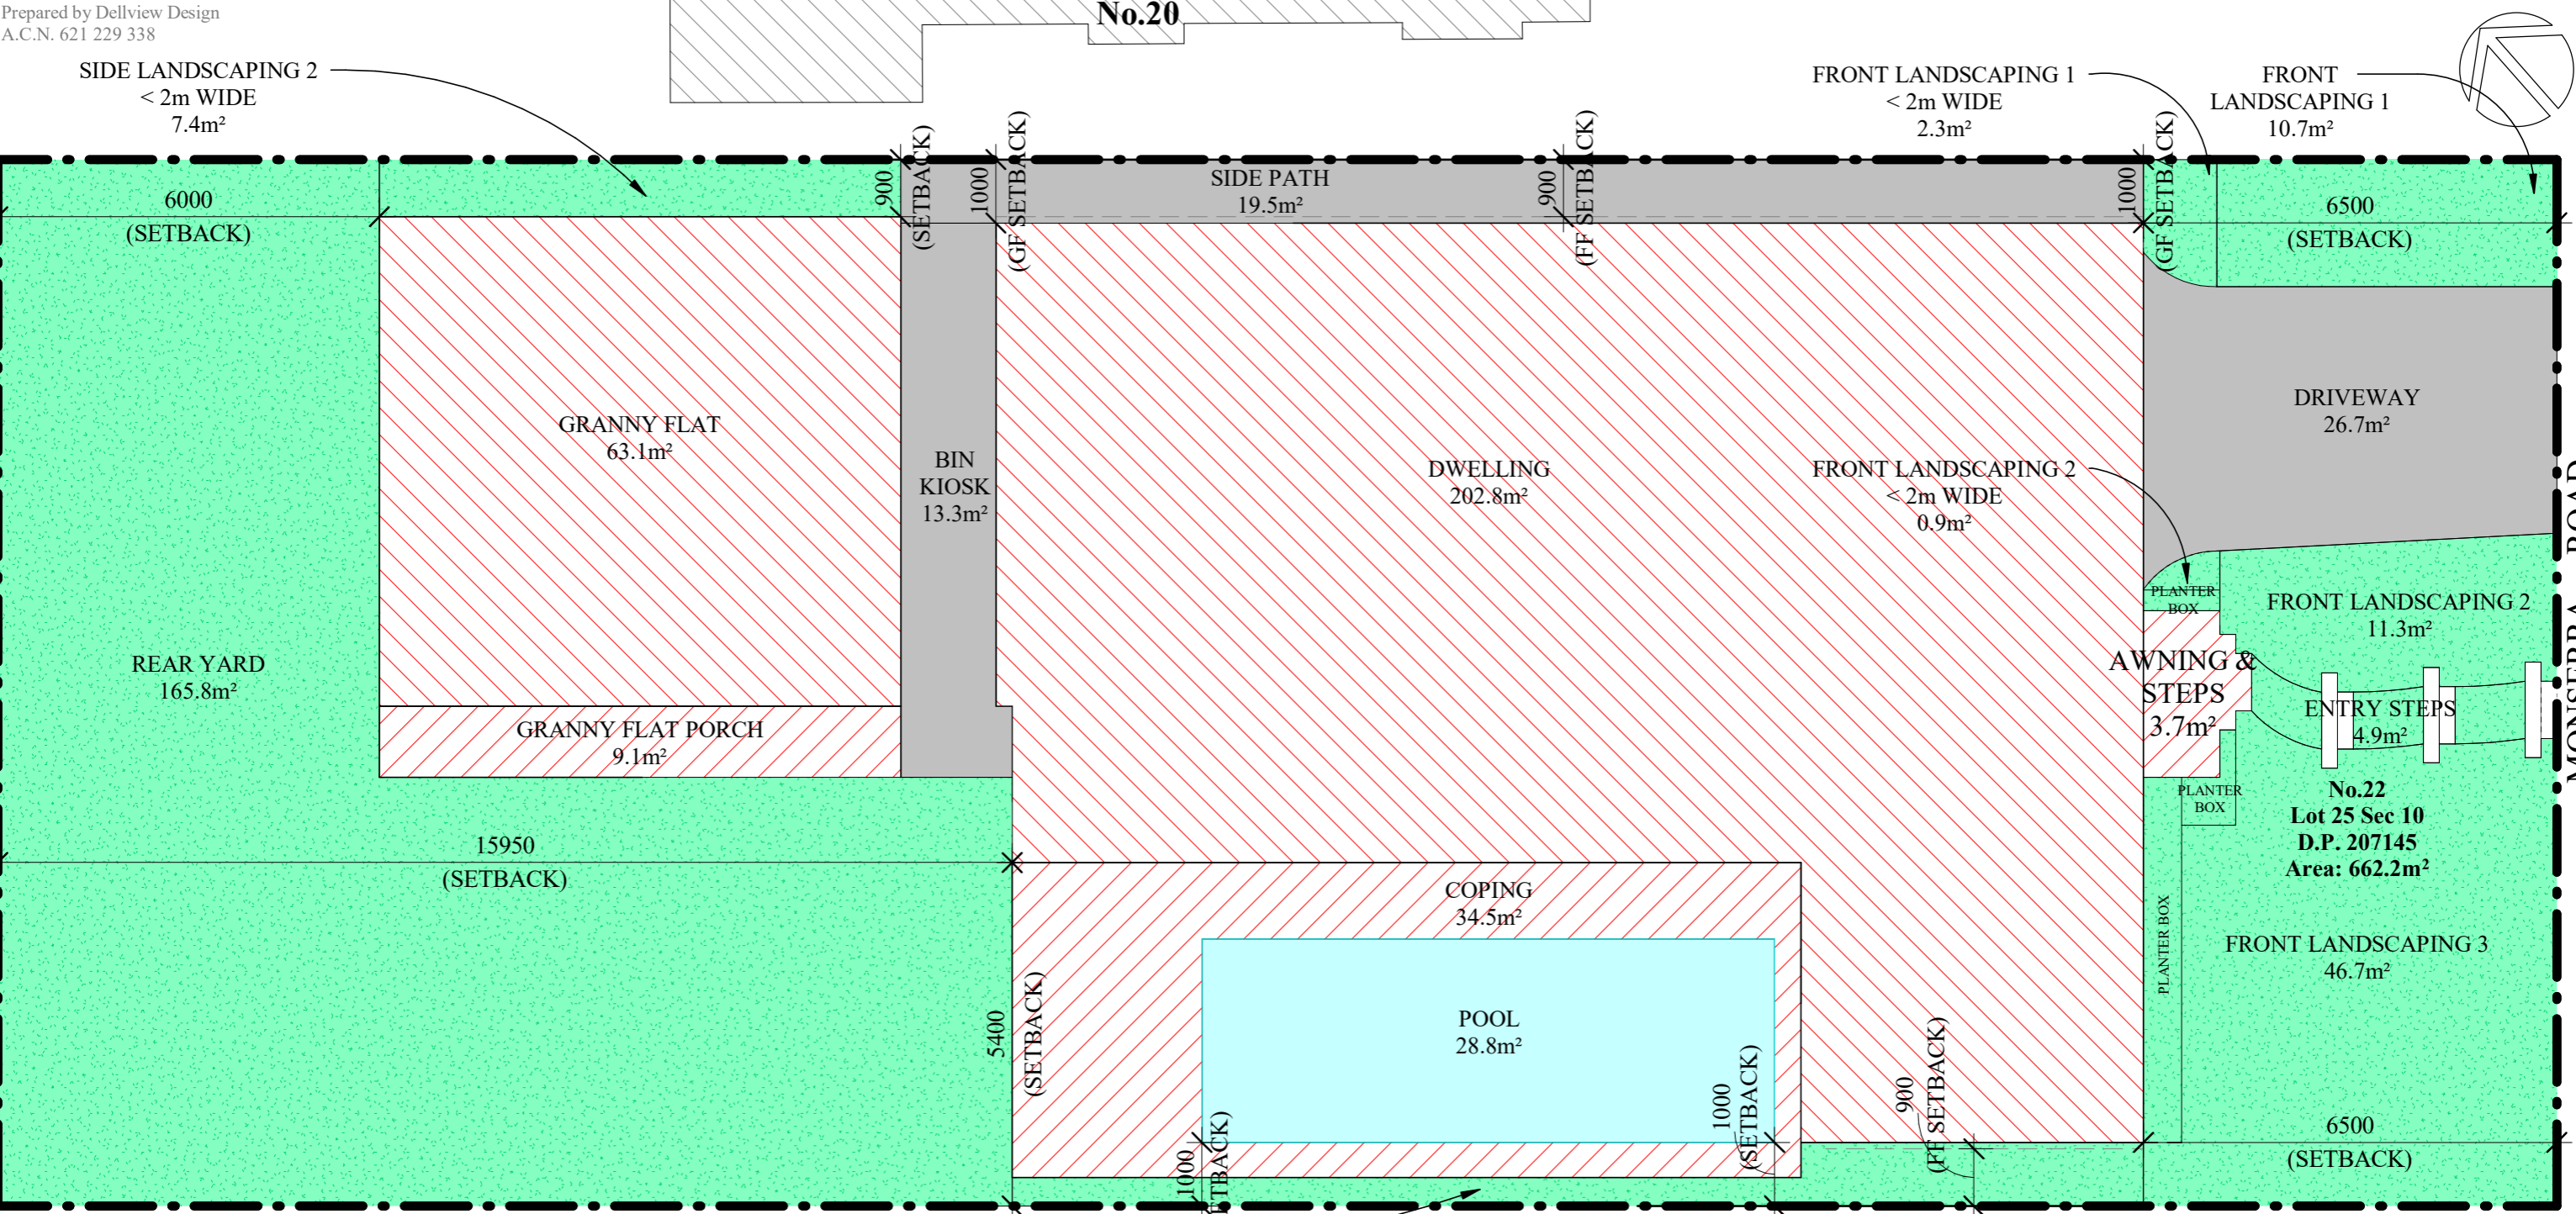 Prepared by Dellview Design
A.C.N. 621 229 338
No.20
SIDE LANDSCAPING 2
< 2m WIDE
7.4m²
FRONT LANDSCAPING 1
< 2m WIDE
2.3m²
FRONT
LANDSCAPING 1
10.7m²
6000
(SETBACK)
900
(SETBACK)
1000
(GF SETBACK)
SIDE PATH
19.5m²
900
(FF SETBACK)
1000
(GF SETBACK)
6500
(SETBACK)
GRANNY FLAT
63.1m²
BIN
KIOSK
13.3m²
DWELLING
202.8m²
FRONT LANDSCAPING 2
< 2m WIDE
0.9m²
DRIVEWAY
26.7m²
MONSERRA ROAD
PLANTER
BOX
FRONT LANDSCAPING 2
11.3m²
REAR YARD
165.8m²
AWNING &
STEPS
3.7m²
ENTRY STEPS
4.9m²
GRANNY FLAT PORCH
9.1m²
PLANTER
BOX
No.22
Lot 25 Sec 10
D.P. 207145
Area: 662.2m²
15950
(SETBACK)
COPING
34.5m²
PLANTER BOX
FRONT LANDSCAPING 3
46.7m²
5400
(SETBACK)
POOL
28.8m²
1000
(SETBACK)
900
(FF SETBACK)
1000
6500
(SETBACK)